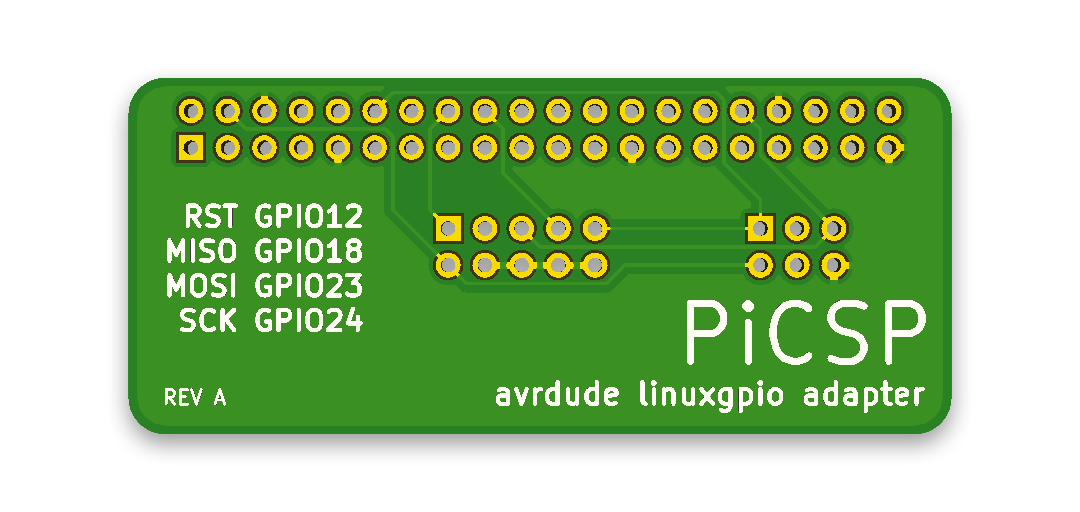 RST GPIO12
MISO GPIO18
MOSI GPIO23
SCK GPIO24
PiCSP
REV A
avrdude linuxgpio adapter